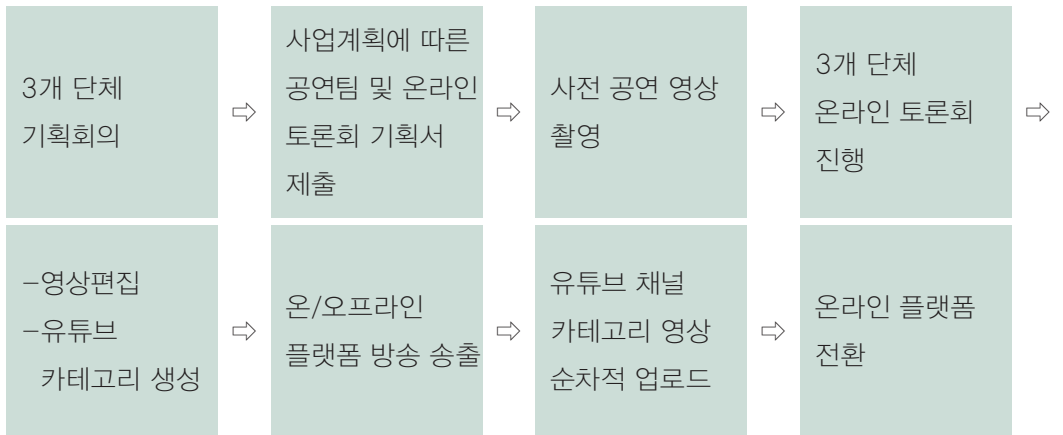 3개 단체
기획회의
⇨
사업계획에 따른
공연팀 및 온라인
토론회 기획서
제출
⇨
사전 공연 영상
촬영
⇨
3개 단체
온라인 토론회
진행
⇨
-영상편집
-유튜브
카테고리 생성
⇨
온/오프라인
플랫폼 방송 송출
⇨
유튜브 채널
카테고리 영상
순차적 업로드
⇨
온라인 플랫폼
전환